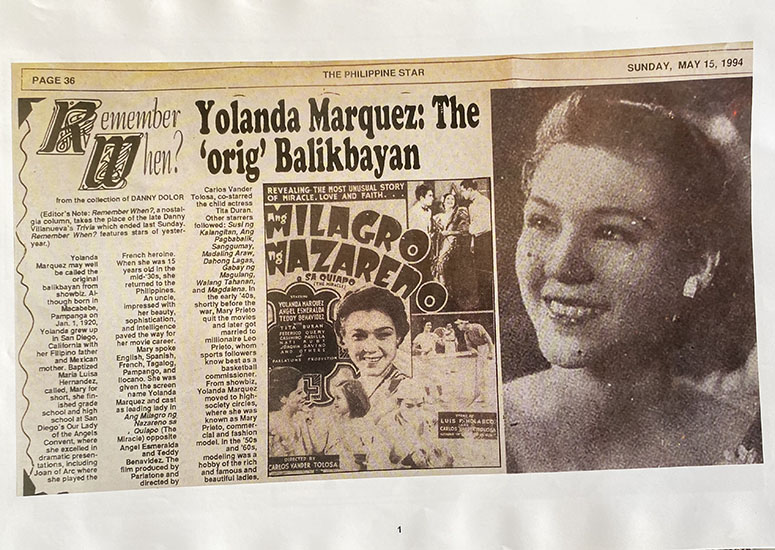 PAGE 36
THE PHILIPPINE STAR
SUNDAY, MAY 15, 1994
Remember
When?
from the collection of DANNY DOLOR
(Editor's Note: Remember When?, a nostal-
gia column, takes the place of the late Danny
Villanueva's Trivia which ended last Sunday.
Remember When? features stars of yester-
year.)
Yolanda Marquez: The
'orig' Balikbayan
Yolanda
Marquez may well
be called the
original
balikbayan from
showbiz. Al-
though born in
Macabebe,
Pampanga on
Jan. 1, 1920,
Yolanda grew up
in San Diego,
California with
her Filipino father
and Mexican
mother. Baptized
Maria Luisa
Hernandez,
called, Mary for
short, she fin-
ished grade
school and high
school at San
Diego's Our Lady
of the Angels
Convent, where
she excelled in
dramatic presen-
tations, including
Joan of Arc where
she played the
French heroine.
When she was 15
years old in the
mid-'30s, she
returned to the
Philippines.
An uncle,
impressed with
her beauty,
sophistication,
and intelligence
paved the way for
her movie career.
Mary spoke
English, Spanish,
French, Tagalog,
Pampango, and
Ilocano. She was
given the screen
name Yolanda
Marquez and cast
as leading lady in
Ang Milagro ng
Nazareno sa
Quiapo (The
Miracle) opposite
Angel Esmeralda
and Teddy
Benavidez. The
film produced by
Parlatone and
directed by
Carlos Vander
Tolosa, co-starred
the child actress
Tita Duran.
Other starrers
followed: Susi ng
Kalangitan, Ang
Pagbabalik,
Sanggumay,
Madaling Araw,
Dahong Lagas,
Gabay ng
Magulang,
Walang Tahanan,
and Magdalena. In
the early '40s,
shortly before the
war, Mary Prieto
quit the movies
and later got
married to
millionaire Leo
Prieto, whom
sports followers
know best as a
basketball
commissioner.
From showbiz,
Yolanda Marquez
moved to high-
society circles,
where she was
known as Mary
Prieto, commer-
cial and fashion
model. In the '50s
and '60s,
modeling was a
hobby of the rich
and famous and
beautiful ladies,
REVEALING THE MOST UNUSUAL STORY
OF MIRACLE, LOVE AND FAITH...
Ang
MILAGRO
ng
NAZARENO
SA QUIAPO
(THE MIRACLE)
YOLANDA MARQUEZ
ANGEL ESMERALDA
TEDDY BENAVIDEZ
TITA DURAN
AND OTHERS
PARLATONE PRODUCTION
STORY OF
LUIS F. NOLASCO
DIRECTED BY
CARLOS VANDER TOLOSA
1